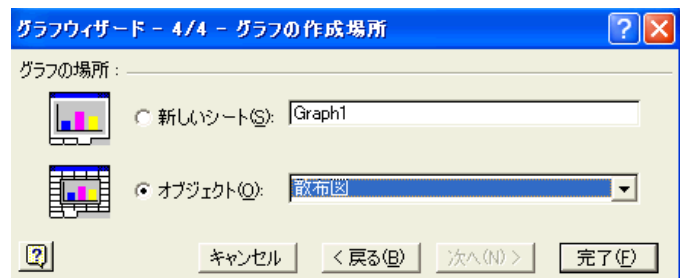 グラフウィザード - 4/4 - グラフの作成場所
グラフの場所:
新しいシート(S): Graph1
オブジェクト(O): 散布図
キャンセル < 戻る(B) 次へ(N) > 完了(F)